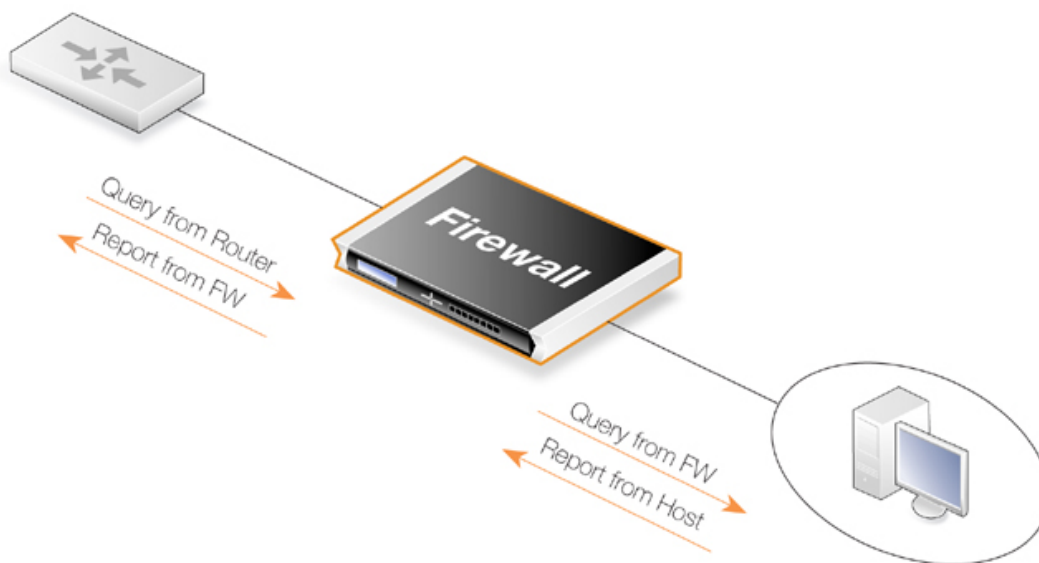 Query from Router
Report from FW
Firewall
Query from FW
Report from Host